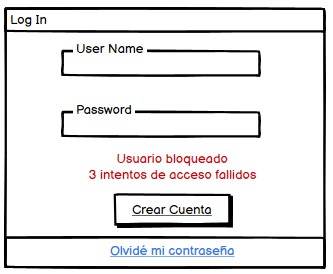 Log In
User Name
Password
Usuario bloqueado
3 intentos de acceso fallidos
Crear Cuenta
Olvidé mi contraseña